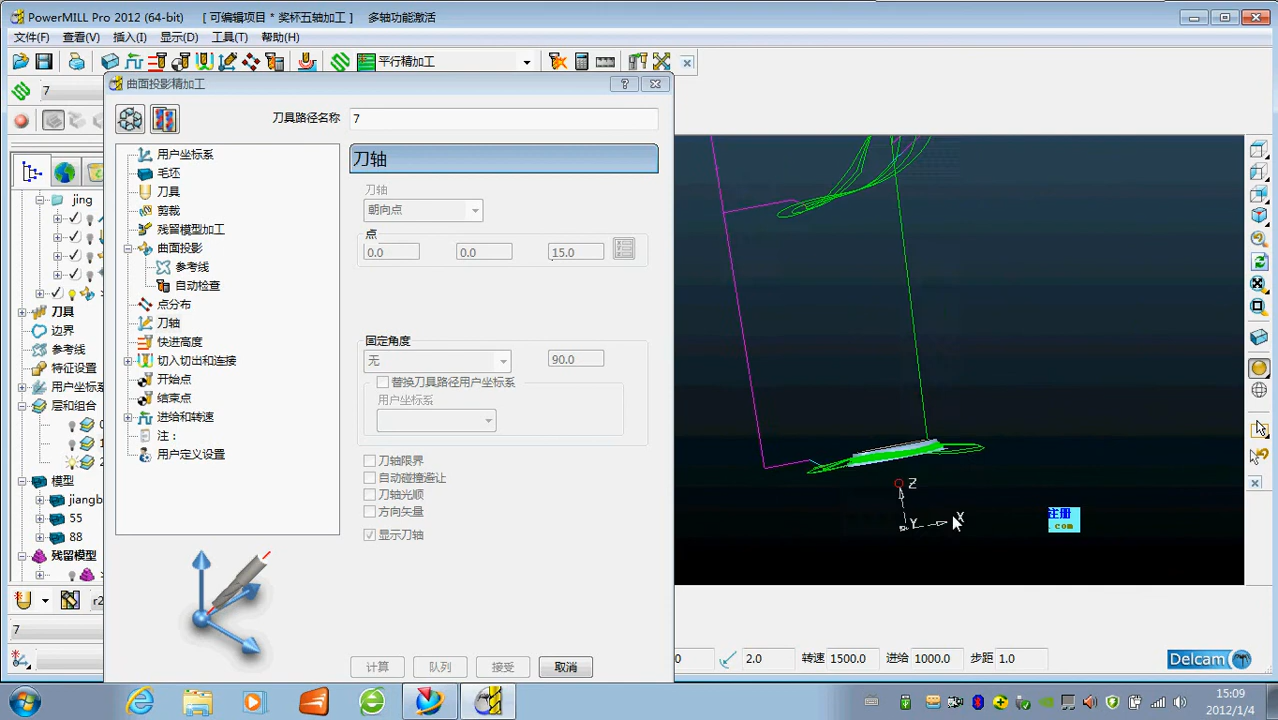 PowerMILL Pro 2012 (64-bit) [ 可编辑项目 * 奖杯五轴加工 ] 多轴功能激活
文件(F) 查看(V) 插入(I) 显示(D) 工具(T) 帮助(H)
平行精加工
7
曲面投影精加工
刀具路径名称 7
刀轴
用户坐标系
毛坯
刀具
剪裁
残留模型加工
曲面投影
参考线
自动检查
点分布
刀轴
快进高度
切入切出和连接
开始点
结束点
进给和转速
注：
用户定义设置
刀轴
朝向点
点
0.0 0.0 15.0
固定角度
无 90.0
替换刀具路径用户坐标系
用户坐标系
刀轴限界
自动碰撞避让
刀轴光顺
方向矢量
显示刀轴
计算 队列 接受 取消
jing
刀具
边界
参考线
特征设置
用户坐标系
层和组合
模型
jiangb
55
88
残留模型
7
Z
Y X
注册
.com
0 2.0 转速 1500.0 进给 1000.0 步距 1.0
Delcam
15:09
2012/1/4